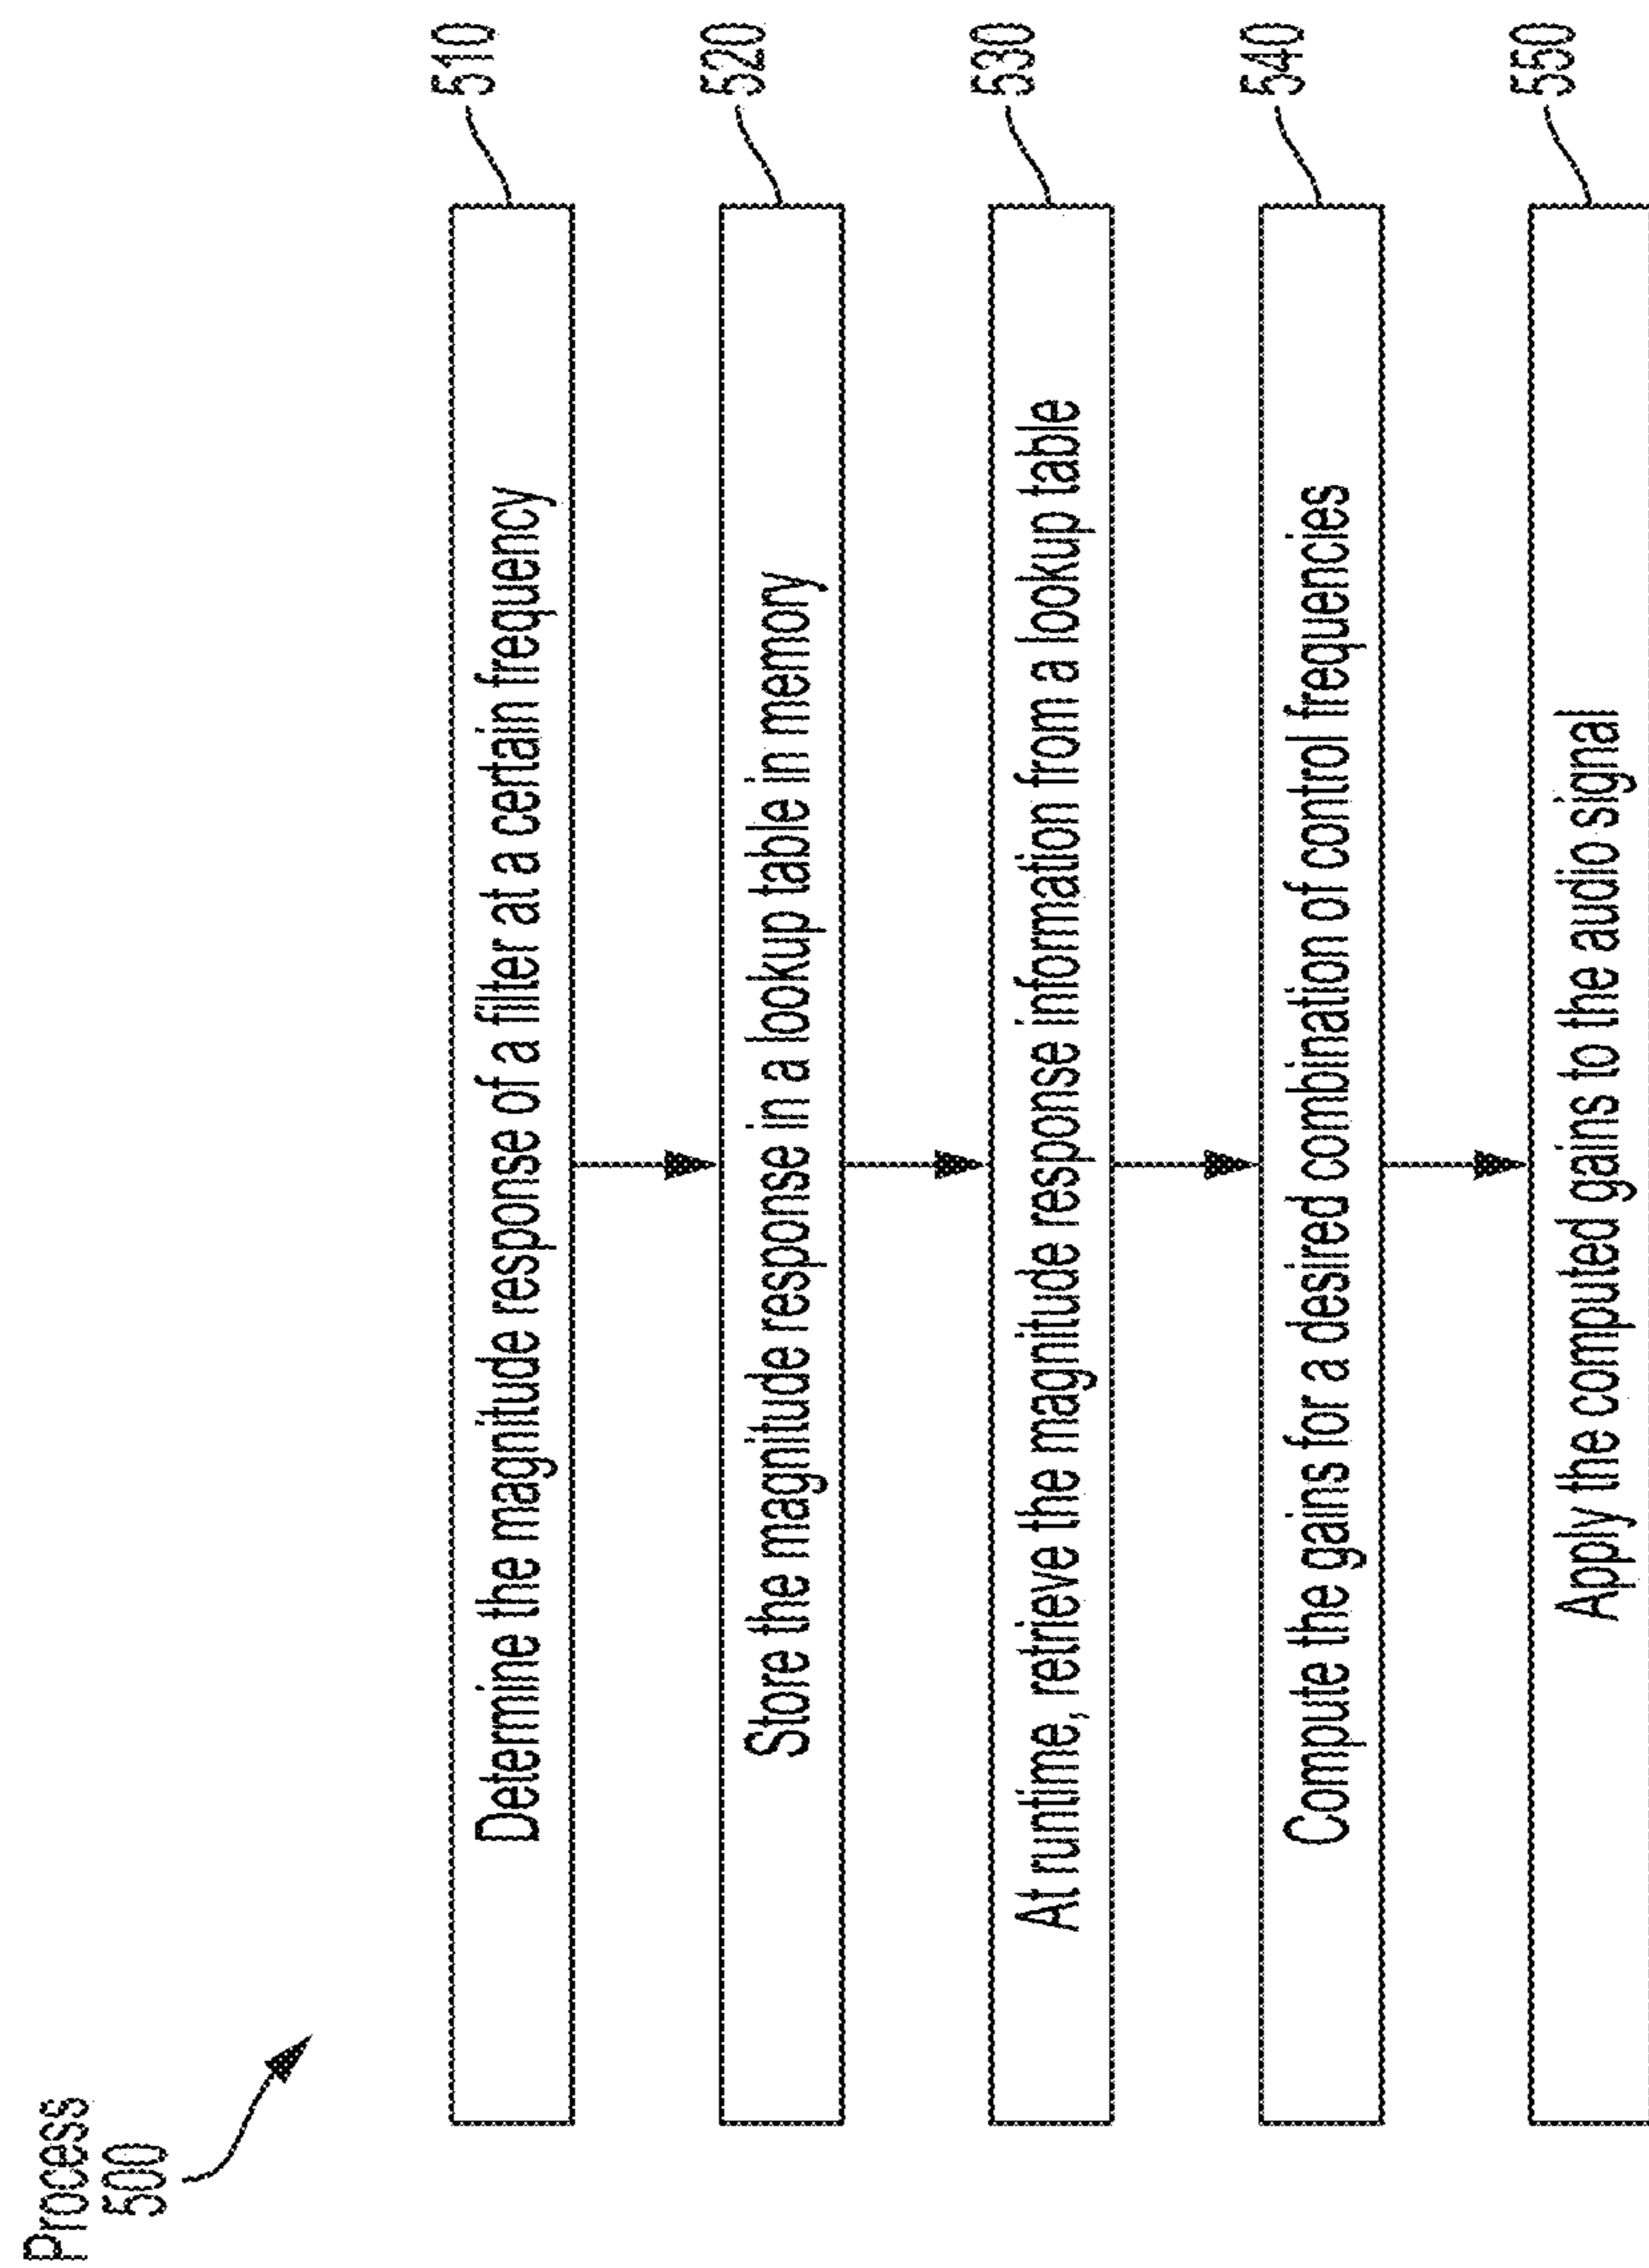 Process
500
Determine the magnitude response of a filter at a certain frequency
510
Store the magnitude response in a lookup table in memory
520
At runtime, retrieve the magnitude response information from a lookup table
530
Compute the gains for a desired combination of control frequencies
540
Apply the computed gains to the audio signal
550